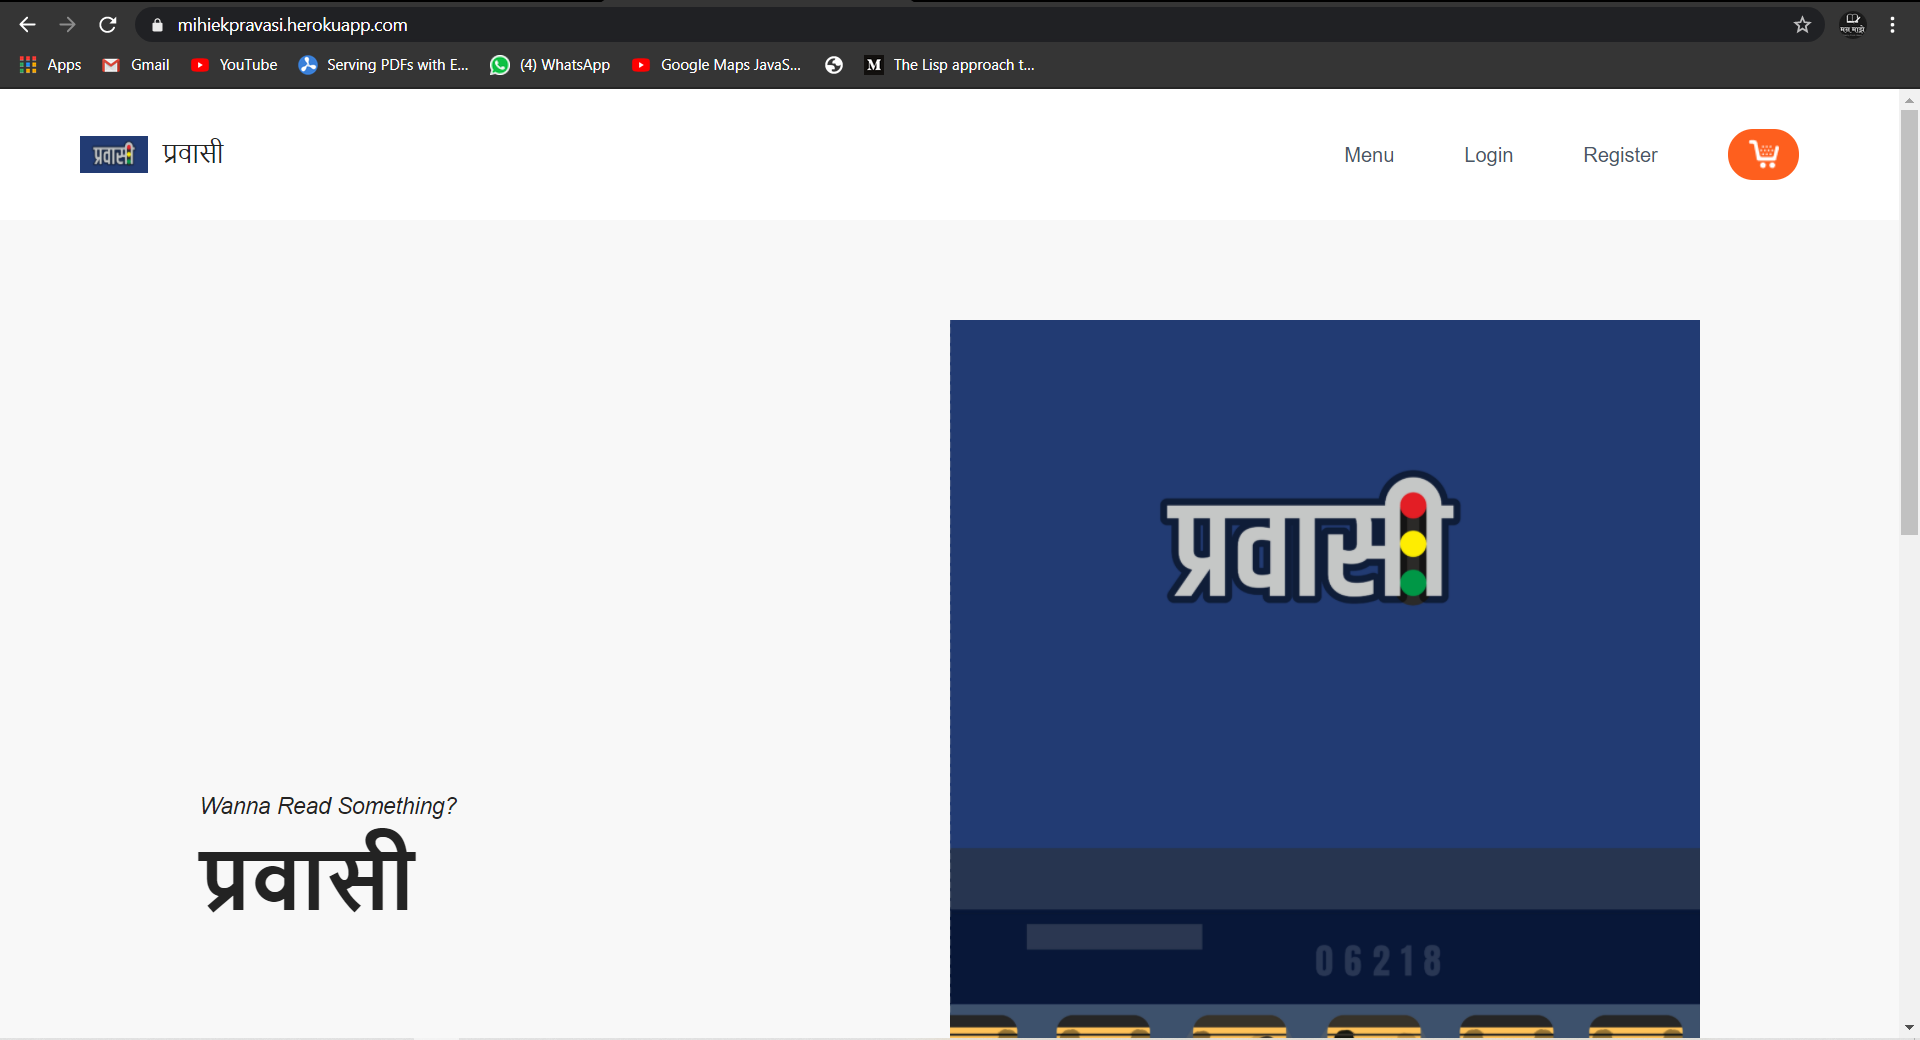 mihiekpravasi.herokuapp.com
Apps Gmail YouTube Serving PDFs with E... (4) WhatsApp Google Maps JavaS... M The Lisp approach t...
प्रवासी प्रवासी Menu Login Register
प्रवासी
Wanna Read Something?
प्रवासी
06218